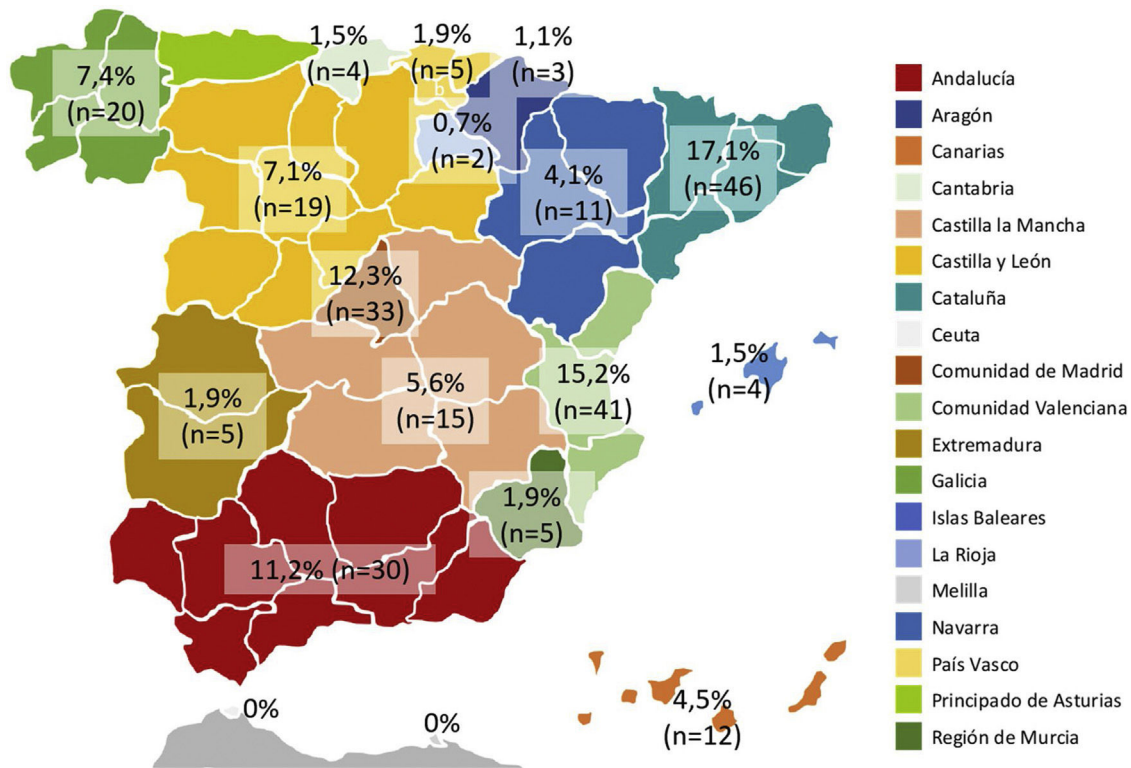 1,5%
(n=4)
1,9%
(n=5)
b
1,1%
(n=3)
7,4%
(n=20)
0,7%
(n=2)
7,1%
(n=19)
4,1%
(n=11)
17,1%
(n=46)
12,3%
(n=33)
1,5%
(n=4)
15,2%
(n=41)
5,6%
(n=15)
1,9%
(n=5)
1,9%
(n=5)
11,2% (n=30)
4,5%
(n=12)
0%
0%
Andalucía
Aragón
Canarias
Cantabria
Castilla la Mancha
Castilla y León
Cataluña
Ceuta
Comunidad de Madrid
Comunidad Valenciana
Extremadura
Galicia
Islas Baleares
La Rioja
Melilla
Navarra
País Vasco
Principado de Asturias
Región de Murcia